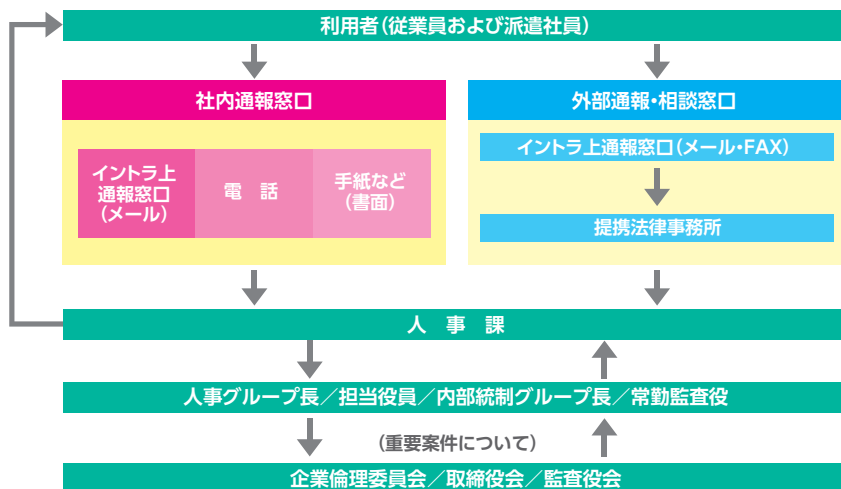 利用者(従業員および派遣社員)
社内通報窓口
イントラ上
通報窓口
(メール)
電　話
手紙など
(書面)
外部通報・相談窓口
イントラ上通報窓口(メール・FAX)
提携法律事務所
人　事　課
人事グループ長／担当役員／内部統制グループ長／常勤監査役
(重要案件について)
企業倫理委員会／取締役会／監査役会